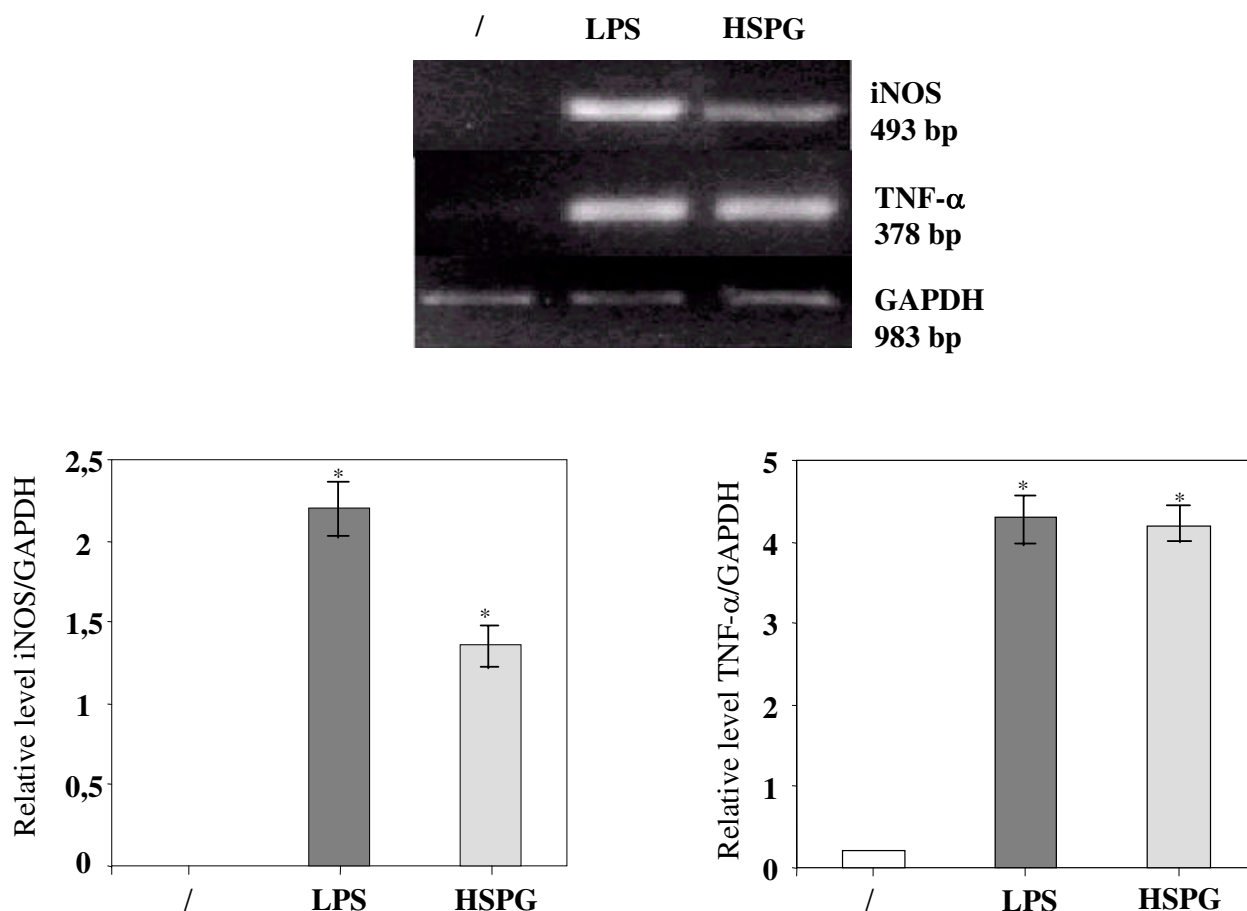 / LPS HSPG
iNOS
493 bp
TNF-α
378 bp
GAPDH
983 bp
Relative level iNOS/GAPDH
2,5
2
1,5
1
0,5
0
*
*
/ LPS HSPG
Relative level TNF-α/GAPDH
5
4
3
2
1
0
*
*
/ LPS HSPG